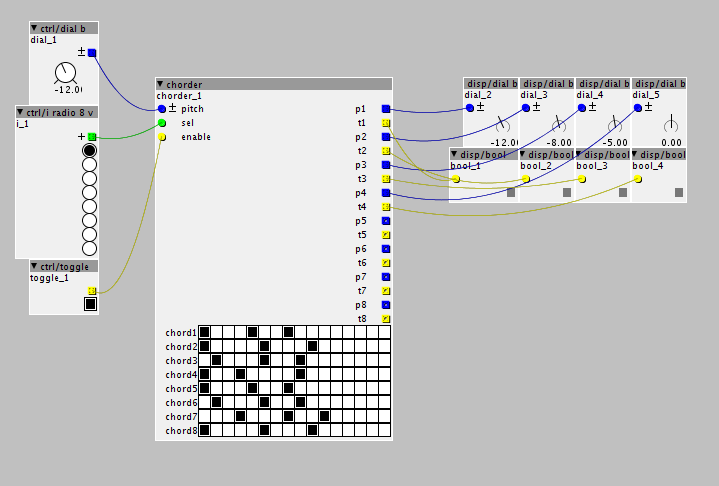 ctrl/dial b
dial_1
±
-12.0
ctrl/i radio 8 v
i_1
+
ctrl/toggle
toggle_1
chorder
chorder_1
± pitch
sel
enable
p1
t1
p2
t2
p3
t3
p4
t4
p5
t5
p6
t6
p7
t7
p8
t8
chord1
chord2
chord3
chord4
chord5
chord6
chord7
chord8
disp/dial b
dial_2
±
-12.0
disp/dial b
dial_3
±
-8.00
disp/dial b
dial_4
±
-5.00
disp/dial b
dial_5
±
0.00
disp/bool
bool_1
disp/bool
bool_2
disp/bool
bool_3
disp/bool
bool_4